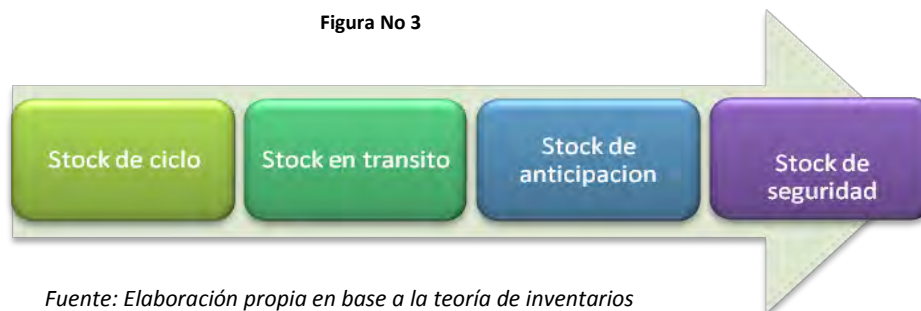 Figura No 3
Stock de ciclo
Stock en transito
Stock de
anticipacion
Stock de
seguridad
Fuente: Elaboración propia en base a la teoría de inventarios